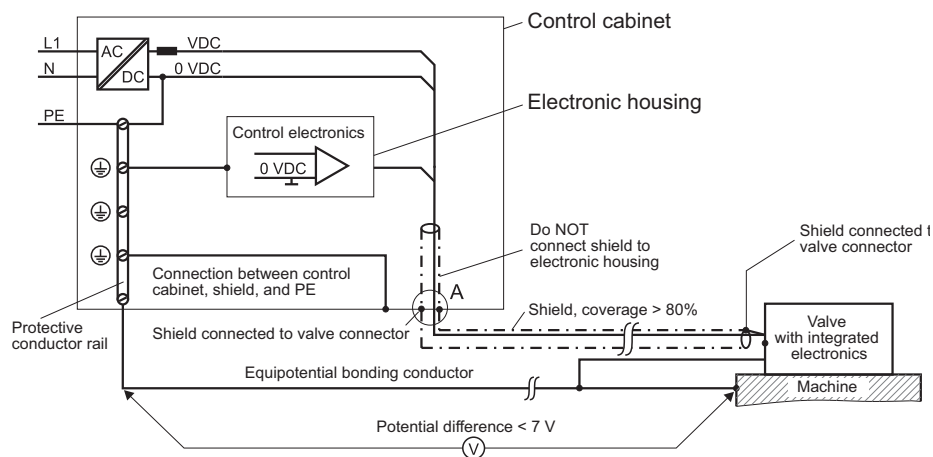 Control cabinet
L1
AC
VDC
N
DC
0 VDC
PE
Electronic housing
Control electronics
0 VDC
Do NOT
connect shield to
electronic housing
Shield connected t
valve connector
Connection between control
cabinet, shield, and PE
A
Shield, coverage > 80%
Protective
conductor rail
Shield connected to valve connector
Valve
with integrated
electronics
Equipotential bonding conductor
Machine
Potential difference < 7 V
V